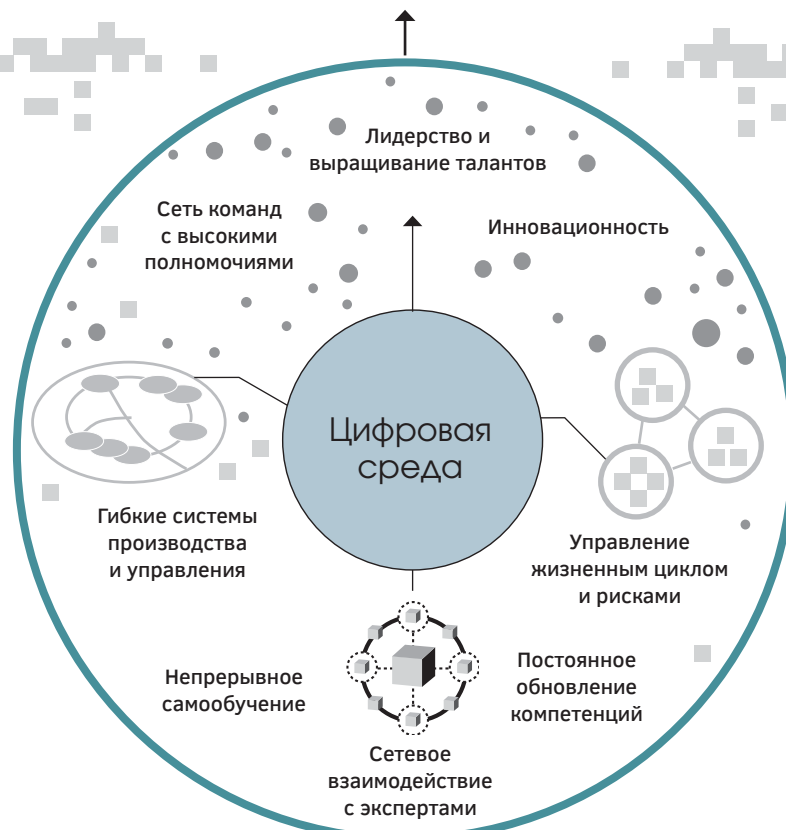 Лидерство и
выращивание талантов
Сеть команд
с высокими
полномочиями
Инновационность
Цифровая
среда
Гибкие системы
производства
и управления
Управление
жизненным циклом
и рисками
Непрерывное
самообучение
Постоянное
обновление
компетенций
Сетевое
взаимодействие
с экспертами